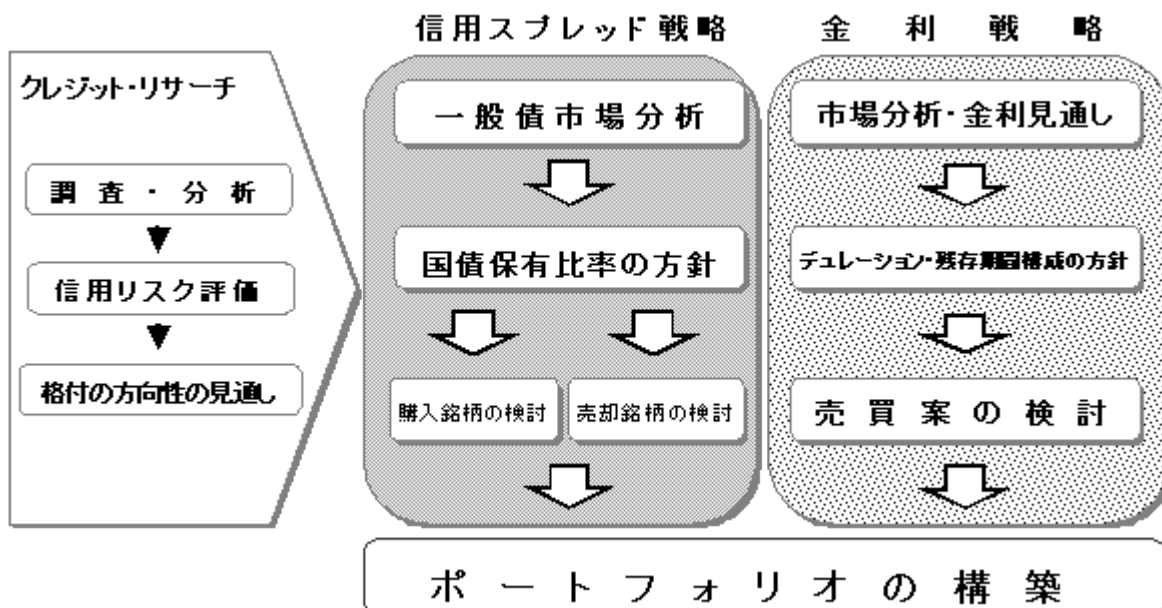 クレジット・リサーチ
調査・分析
信用リスク評価
格付の方向性の見通し
信用スプレッド戦略
一般債市場分析
国債保有比率の方針
購入銘柄の検討
売却銘柄の検討
金利戦略
市場分析・金利見通し
デュレーション・残存期間構成の方針
売買案の検討
ポートフォリオの構築